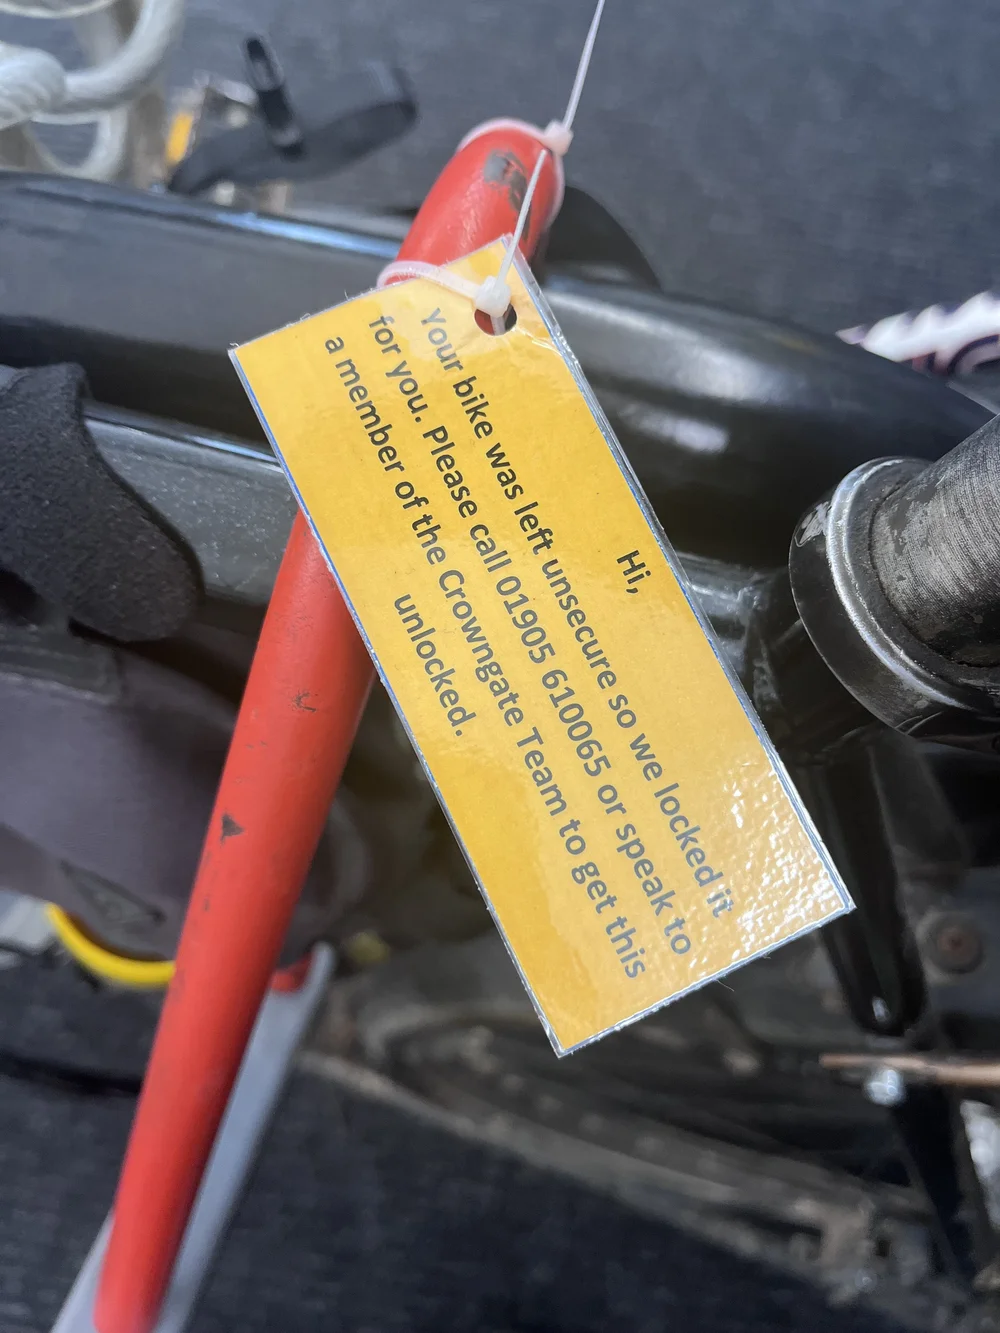 Hi,
Your bike was left unsecure so we locked it
for you. Please call 01905 610065 or speak to
a member of the Crowngate Team to get this
unlocked.